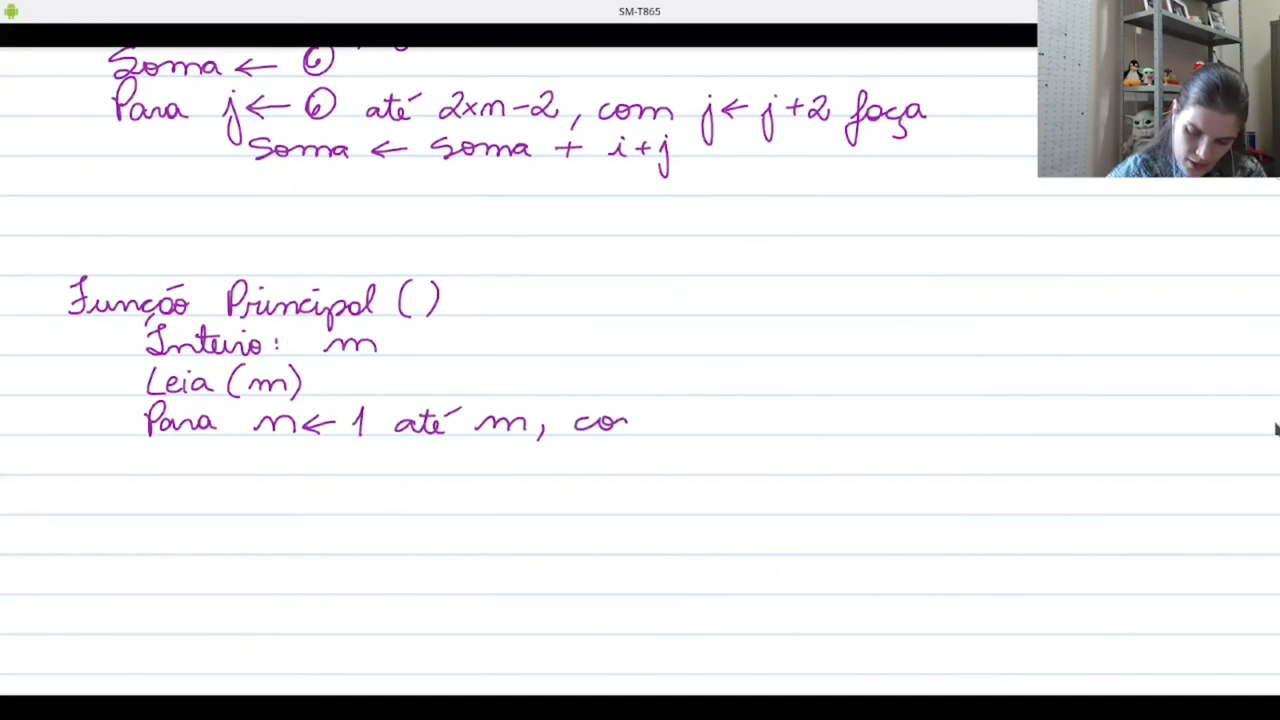 SM-T865
Soma ← 0
Para j ← 0 até 2xn-2, com j ← j+2 faça
Soma ← Soma + i+j
Função Principal ()
Inteiro: m
Leia (m)
Para n ← 1 até m, co